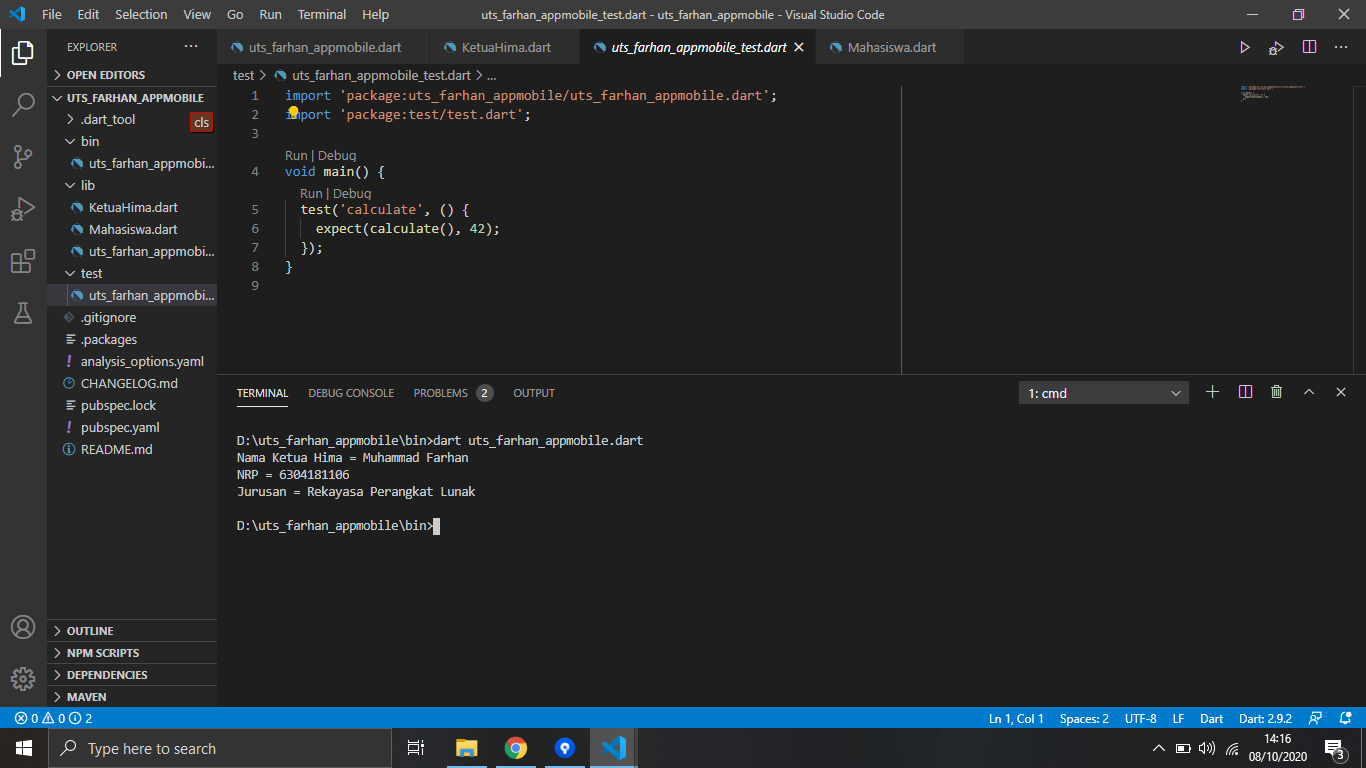 File Edit Selection View Go Run Terminal Help
uts_farhan_appmobile_test.dart - uts_farhan_appmobile - Visual Studio Code
EXPLORER
OPEN EDITORS
UTS_FARHAN_APPMOBILE
.dart_tool
cls
bin
uts_farhan_appmobi...
lib
KetuaHima.dart
Mahasiswa.dart
uts_farhan_appmobi...
test
uts_farhan_appmobi...
.gitignore
.packages
analysis_options.yaml
CHANGELOG.md
pubspec.lock
pubspec.yaml
README.md
OUTLINE
NPM SCRIPTS
DEPENDENCIES
MAVEN
uts_farhan_appmobile.dart KetuaHima.dart uts_farhan_appmobile_test.dart Mahasiswa.dart
test > uts_farhan_appmobile_test.dart > ...
1 import 'package:uts_farhan_appmobile/uts_farhan_appmobile.dart';
2 import 'package:test/test.dart';
3
Run | Debug
4 void main() {
Run | Debug
5 test('calculate', () {
6 expect(calculate(), 42);
7 });
8 }
9
TERMINAL DEBUG CONSOLE PROBLEMS 2 OUTPUT
1: cmd
D:\uts_farhan_appmobile\bin>dart uts_farhan_appmobile.dart
Nama Ketua Hima = Muhammad Farhan
NRP = 6304181106
Jurusan = Rekayasa Perangkat Lunak
D:\uts_farhan_appmobile\bin>
0 0 2
Ln 1, Col 1 Spaces: 2 UTF-8 LF Dart Dart: 2.9.2
Type here to search
14:16
08/10/2020
3